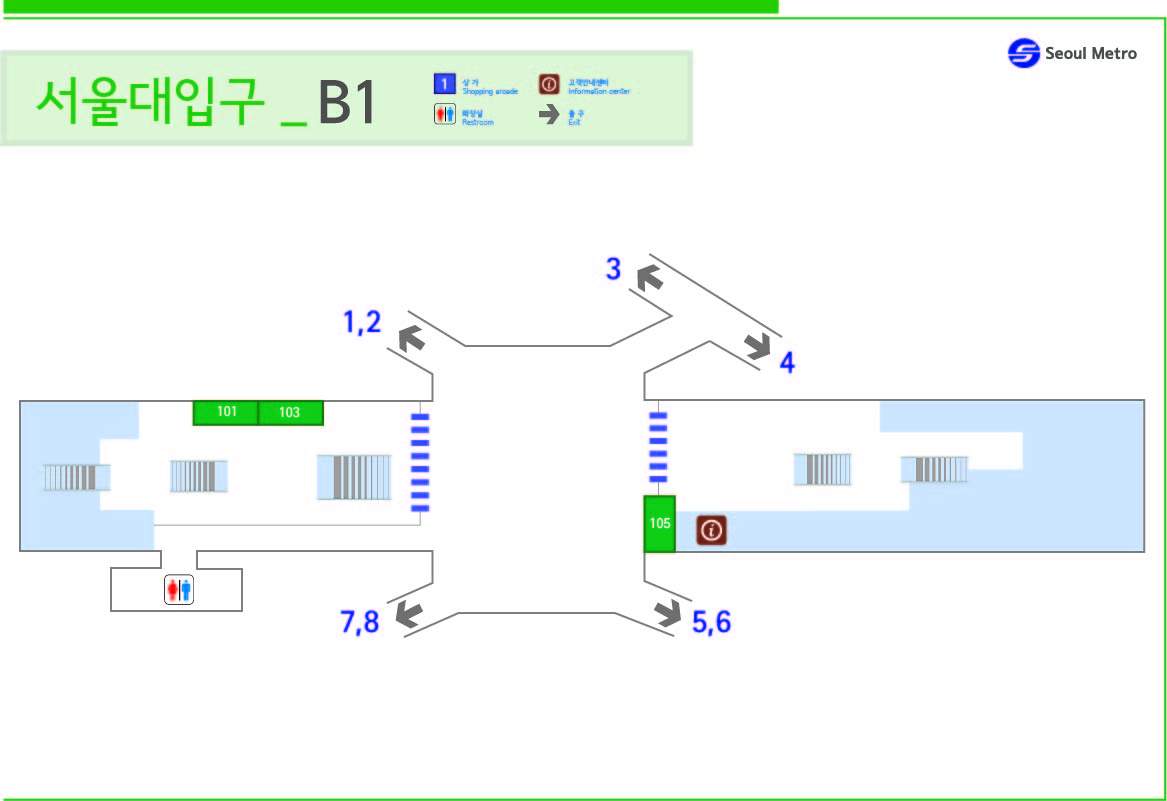 Seoul Metro
서울대입구 _ B1
1 상 가
Shopping arcade
고객안내센터
Information center
화장실
Restroom
출 구
Exit
3
1,2
4
101
103
105
7,8
5,6